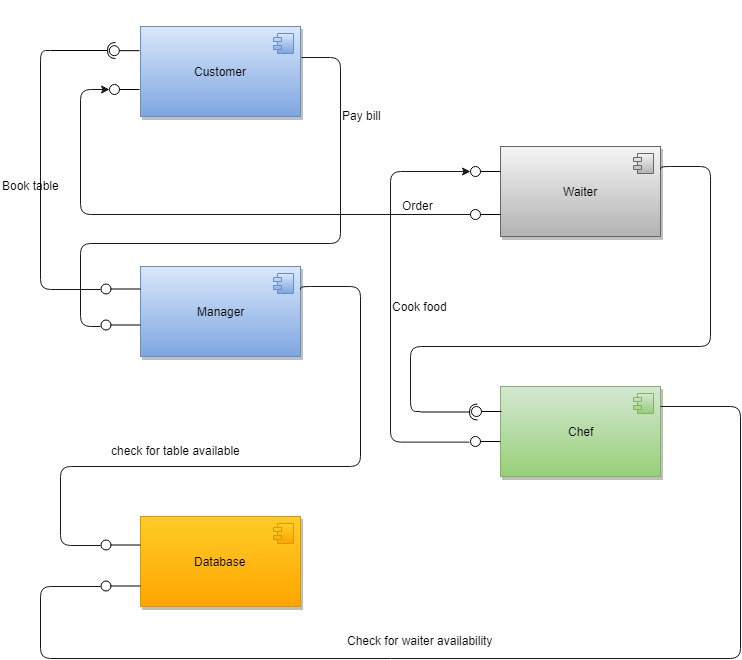 Customer
Pay bill
Book table
Waiter
Order
Manager
Cook food
Chef
check for table available
Database
Check for waiter availability